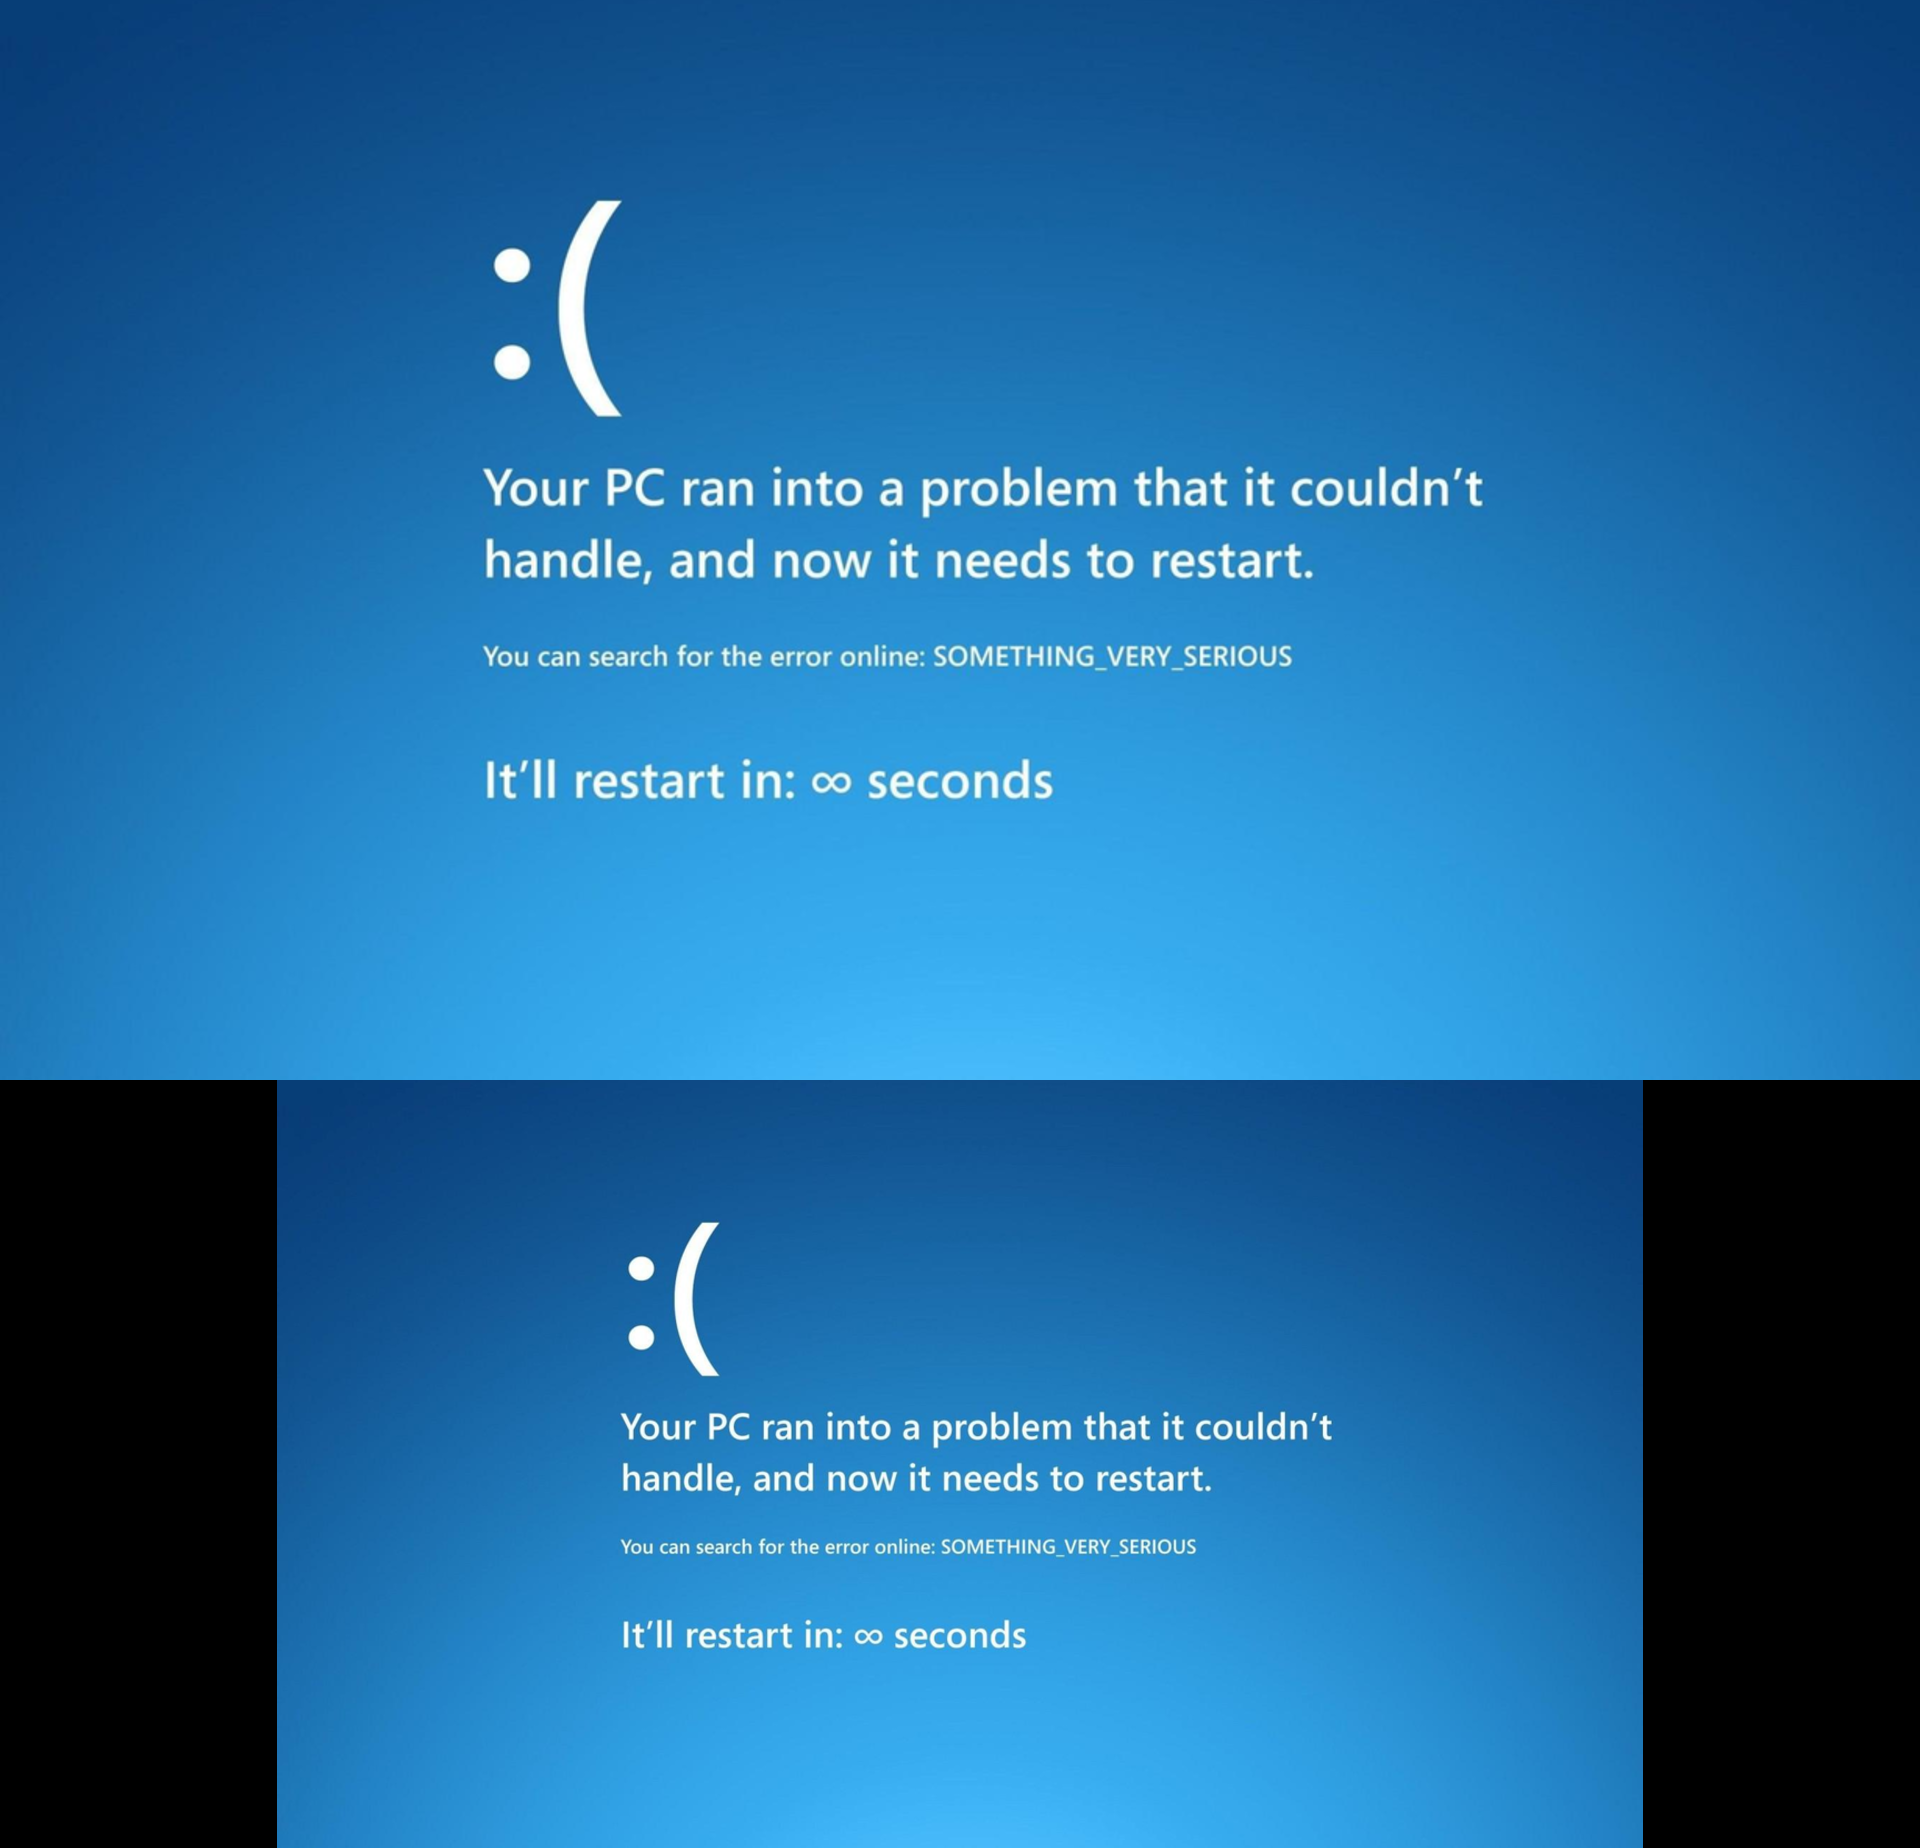 :(
Your PC ran into a problem that it couldn’t
handle, and now it needs to restart.
You can search for the error online: SOMETHING_VERY_SERIOUS
It’ll restart in: ∞ seconds
:(
Your PC ran into a problem that it couldn’t
handle, and now it needs to restart.
You can search for the error online: SOMETHING_VERY_SERIOUS
It’ll restart in: ∞ seconds